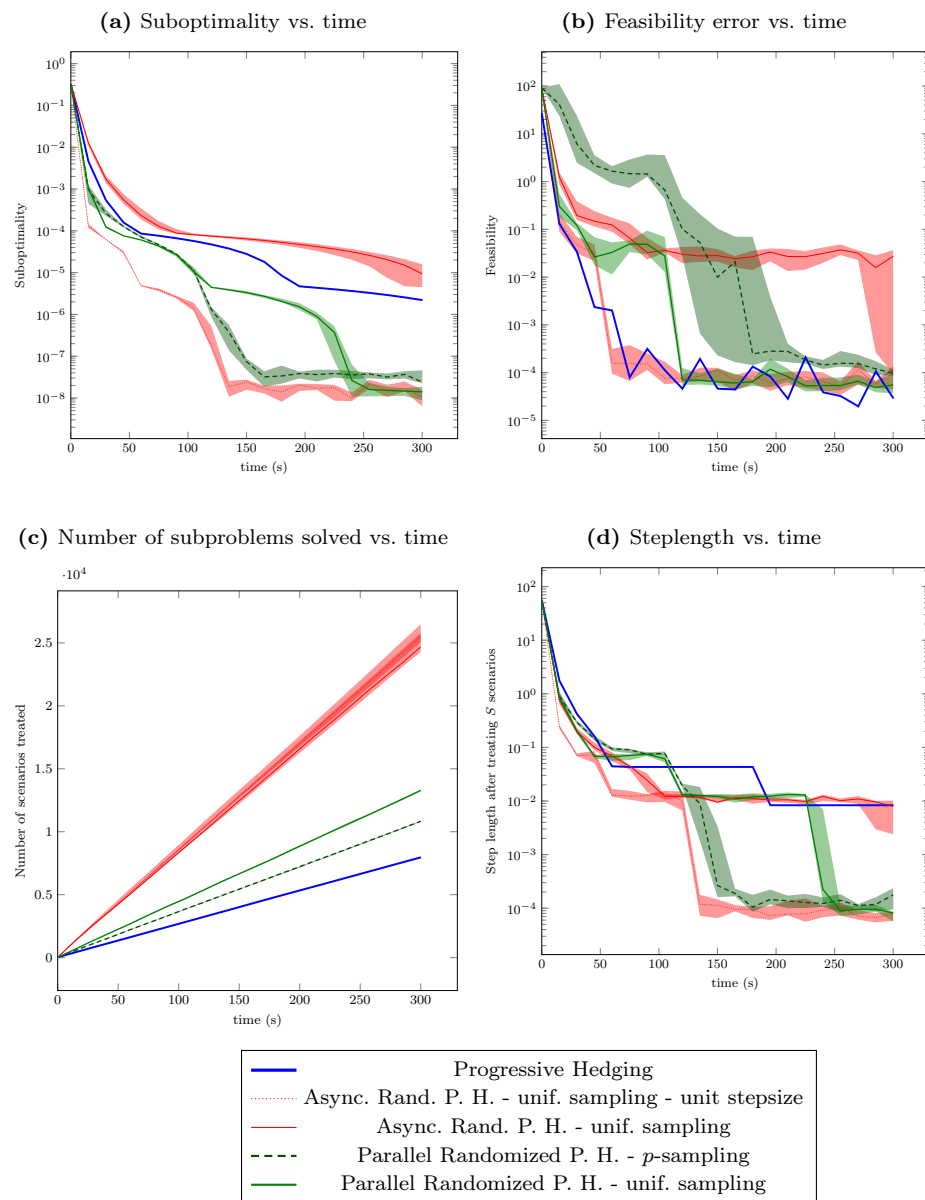 (a) Suboptimality vs. time
(b) Feasibility error vs. time
10^0
10^−1
10^−2
10^−3
10^−4
10^−5
10^−6
10^−7
10^−8
Suboptimality
0 50 100 150 200 250 300
time (s)
10^2
10^1
10^0
10^−1
10^−2
10^−3
10^−4
10^−5
Feasibility
0 50 100 150 200 250 300
time (s)
(c) Number of subproblems solved vs. time
(d) Steplength vs. time
·10^4
2.5
2
1.5
1
0.5
0
Number of scenarios treated
0 50 100 150 200 250 300
time (s)
10^2
10^1
10^0
10^−1
10^−2
10^−3
10^−4
Step length after treating S scenarios
0 50 100 150 200 250 300
time (s)
Progressive Hedging
Async. Rand. P. H. - unif. sampling - unit stepsize
Async. Rand. P. H. - unif. sampling
Parallel Randomized P. H. - p-sampling
Parallel Randomized P. H. - unif. sampling